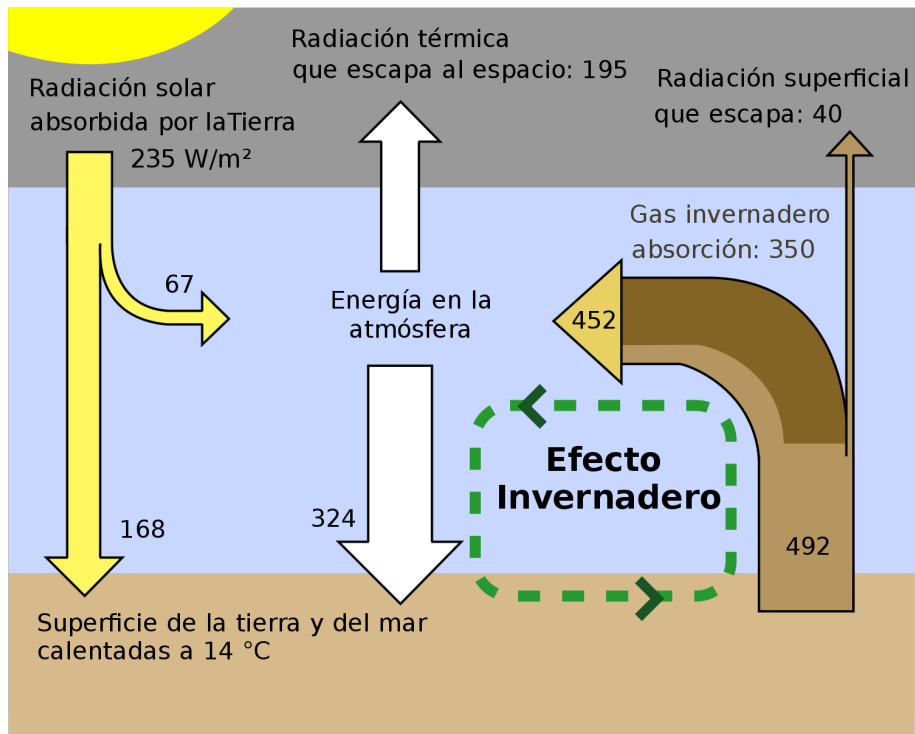 Radiación térmica
que escapa al espacio: 195
Radiación solar
absorbida por laTierra
235 W/m²
Radiación superficial
que escapa: 40
Gas invernadero
absorción: 350
67
Energía en la
atmósfera
452
Efecto
Invernadero
168
324
492
Superficie de la tierra y del mar
calentadas a 14 °C